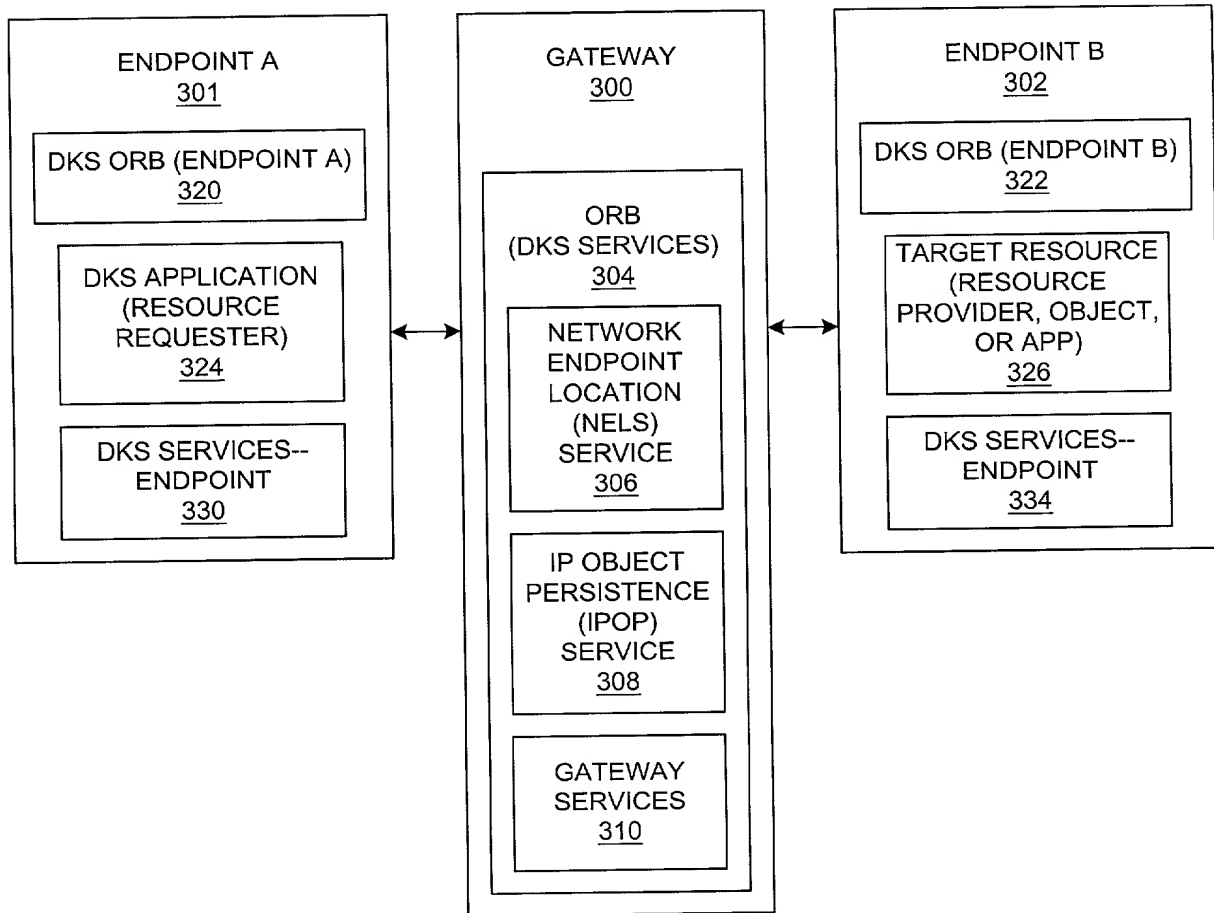 ENDPOINT A
301
DKS ORB (ENDPOINT A)
320
DKS APPLICATION
(RESOURCE
REQUESTER)
324
DKS SERVICES--
ENDPOINT
330
GATEWAY
300
ORB
(DKS SERVICES)
304
NETWORK
ENDPOINT
LOCATION
(NELS)
SERVICE
306
IP OBJECT
PERSISTENCE
(IPOP)
SERVICE
308
GATEWAY
SERVICES
310
ENDPOINT B
302
DKS ORB (ENDPOINT B)
322
TARGET RESOURCE
(RESOURCE
PROVIDER, OBJECT,
OR APP)
326
DKS SERVICES--
ENDPOINT
334